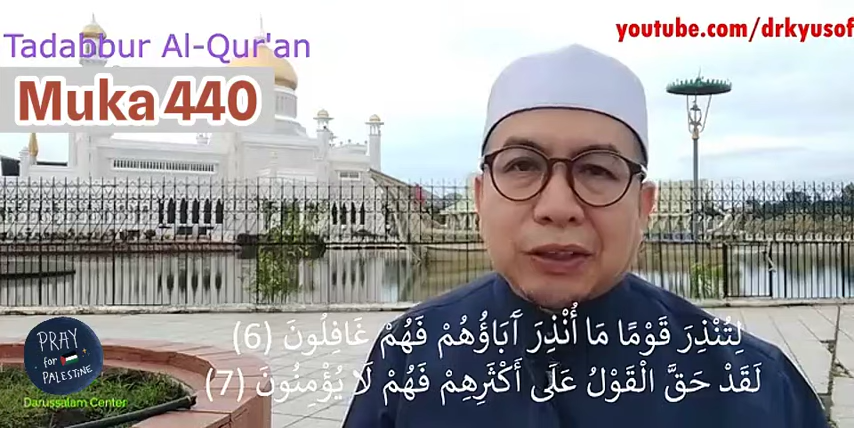 youtube.com/drkyusof
Tadabbur Al-Qur'an
Muka 440
لِتُنْذِرَ قَوْمًا مَا أُنْذِرَ آبَاؤُهُمْ فَهُمْ غَافِلُونَ (6)
لَقَدْ حَقَّ الْقَوْلُ عَلَى أَكْثَرِهِمْ فَهُمْ لَا يُؤْمِنُونَ (7)
PRAY
for
PALESTINE
Darussalam Center